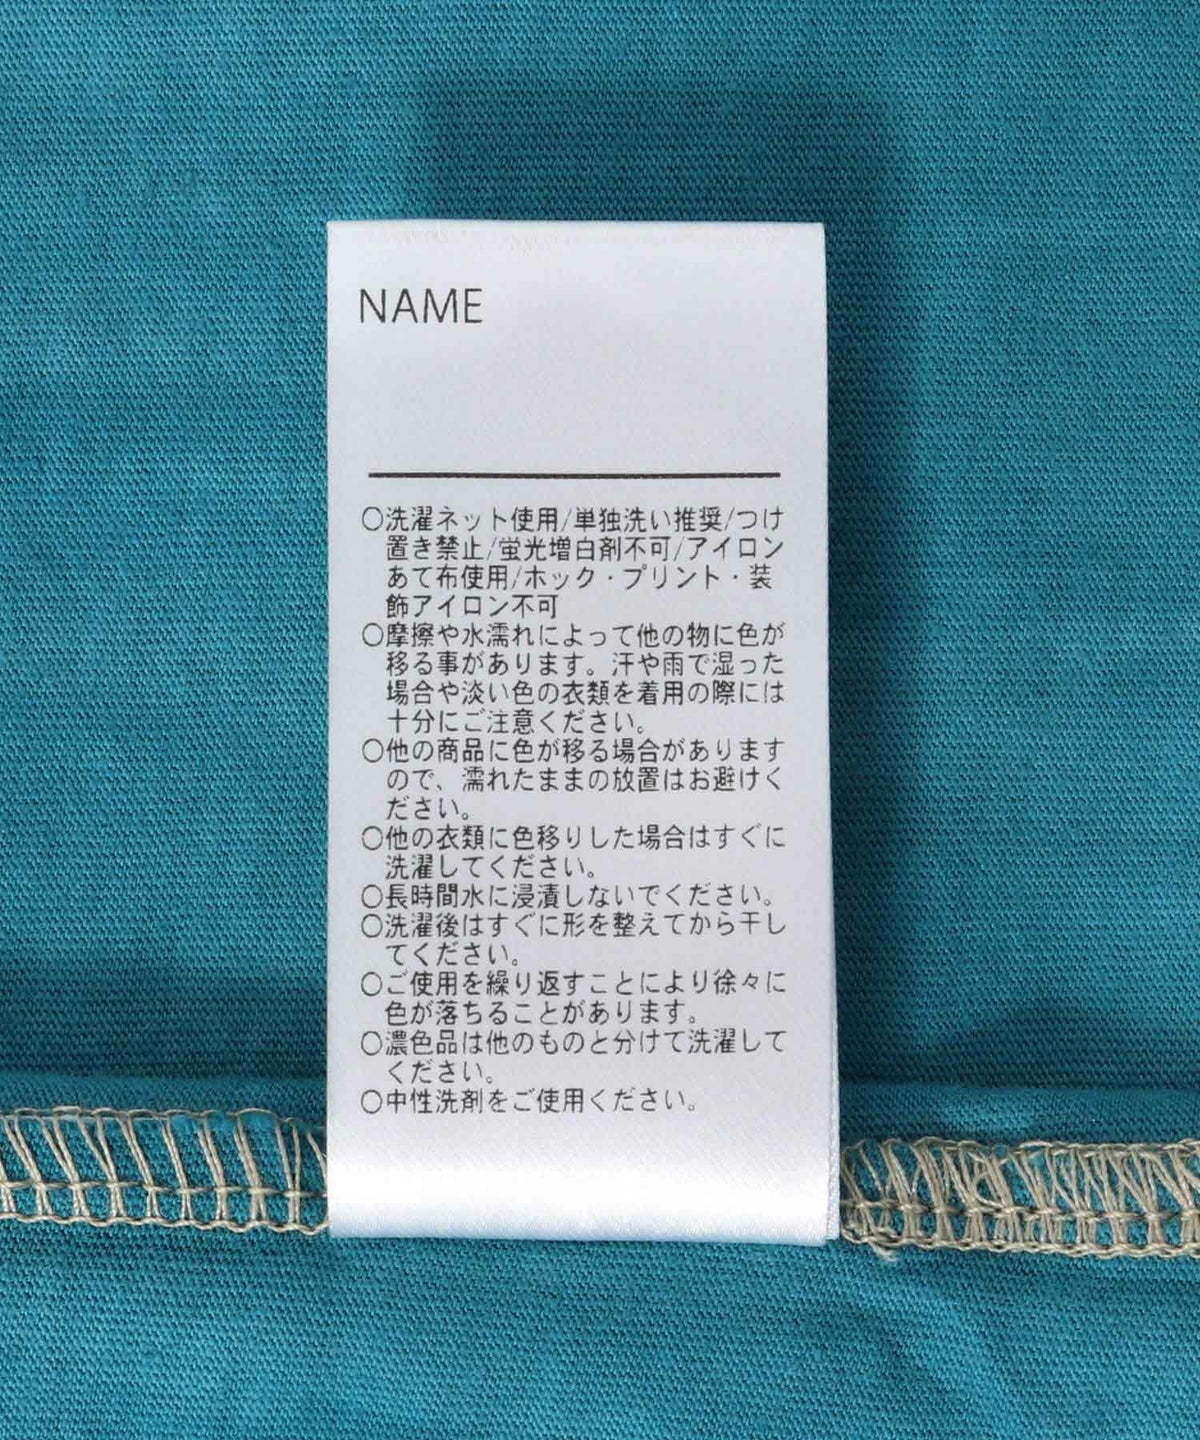 NAME
○洗濯ネット使用/単独洗い推奨/つけ
置き禁止/蛍光増白剤不可/アイロン
あて布使用/ホック・プリント・装
飾アイロン不可
○摩擦や水濡れによって他の物に色が
移る事があります。汗や雨で湿った
場合や淡い色の衣類を着用の際には
十分にご注意ください。
○他の商品に色が移る場合があります
ので、濡れたままの放置はお避けく
ださい。
○他の衣類に色移りした場合はすぐに
洗濯してください。
○長時間水に浸漬しないでください。
○洗濯後はすぐに形を整えてから干し
てください。
○ご使用を繰り返すことにより徐々に
色が落ちることがあります。
○濃色品は他のものと分けて洗濯して
ください。
○中性洗剤をご使用ください。